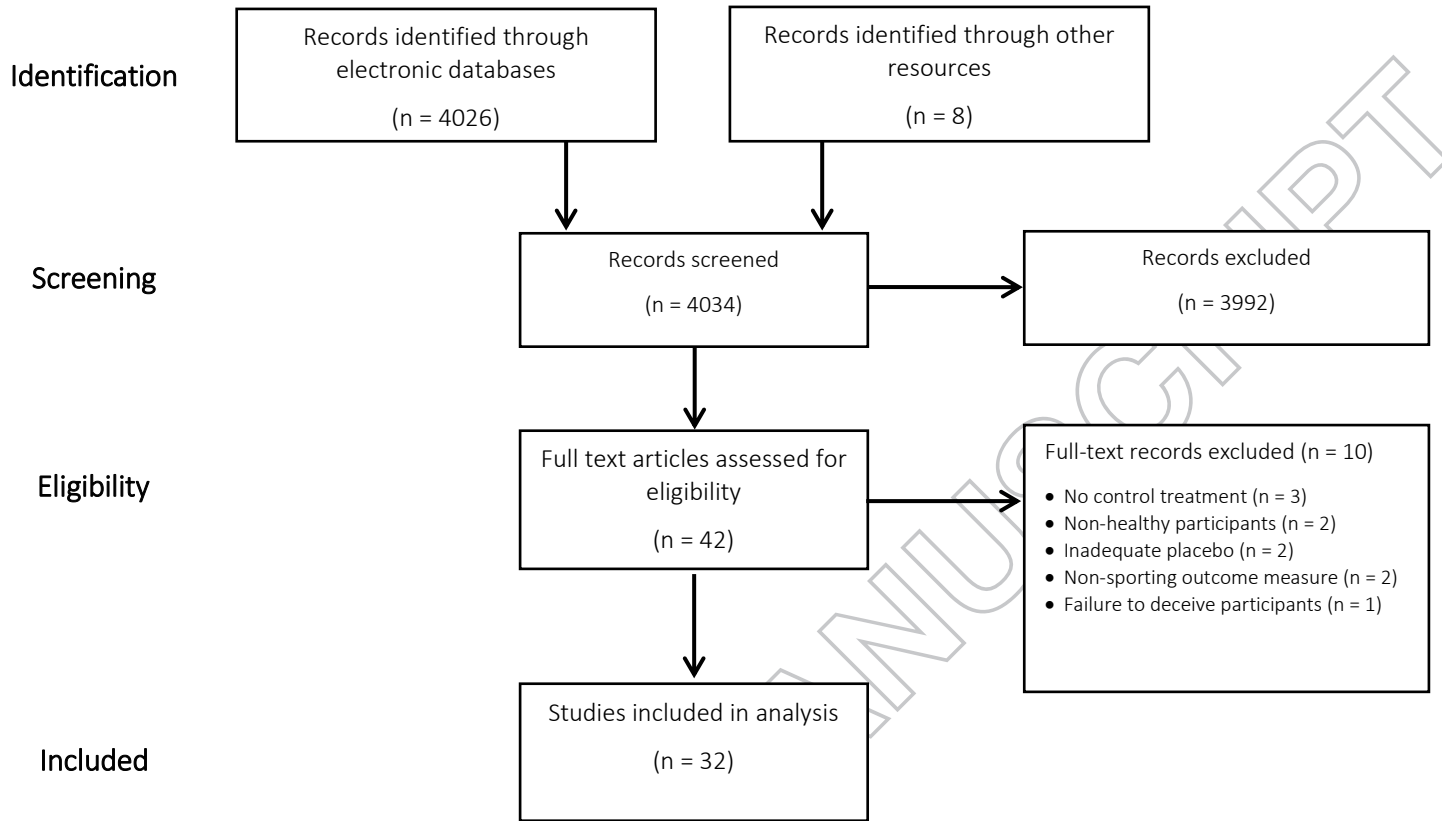 Identification
Records identified through
electronic databases
(n = 4026)
Records identified through other
resources
(n = 8)
Screening
Records screened
(n = 4034)
Records excluded
(n = 3992)
Eligibility
Full text articles assessed for
eligibility
(n = 42)
Full-text records excluded (n = 10)
• No control treatment (n = 3)
• Non-healthy participants (n = 2)
• Inadequate placebo (n = 2)
• Non-sporting outcome measure (n = 2)
• Failure to deceive participants (n = 1)
Included
Studies included in analysis
(n = 32)